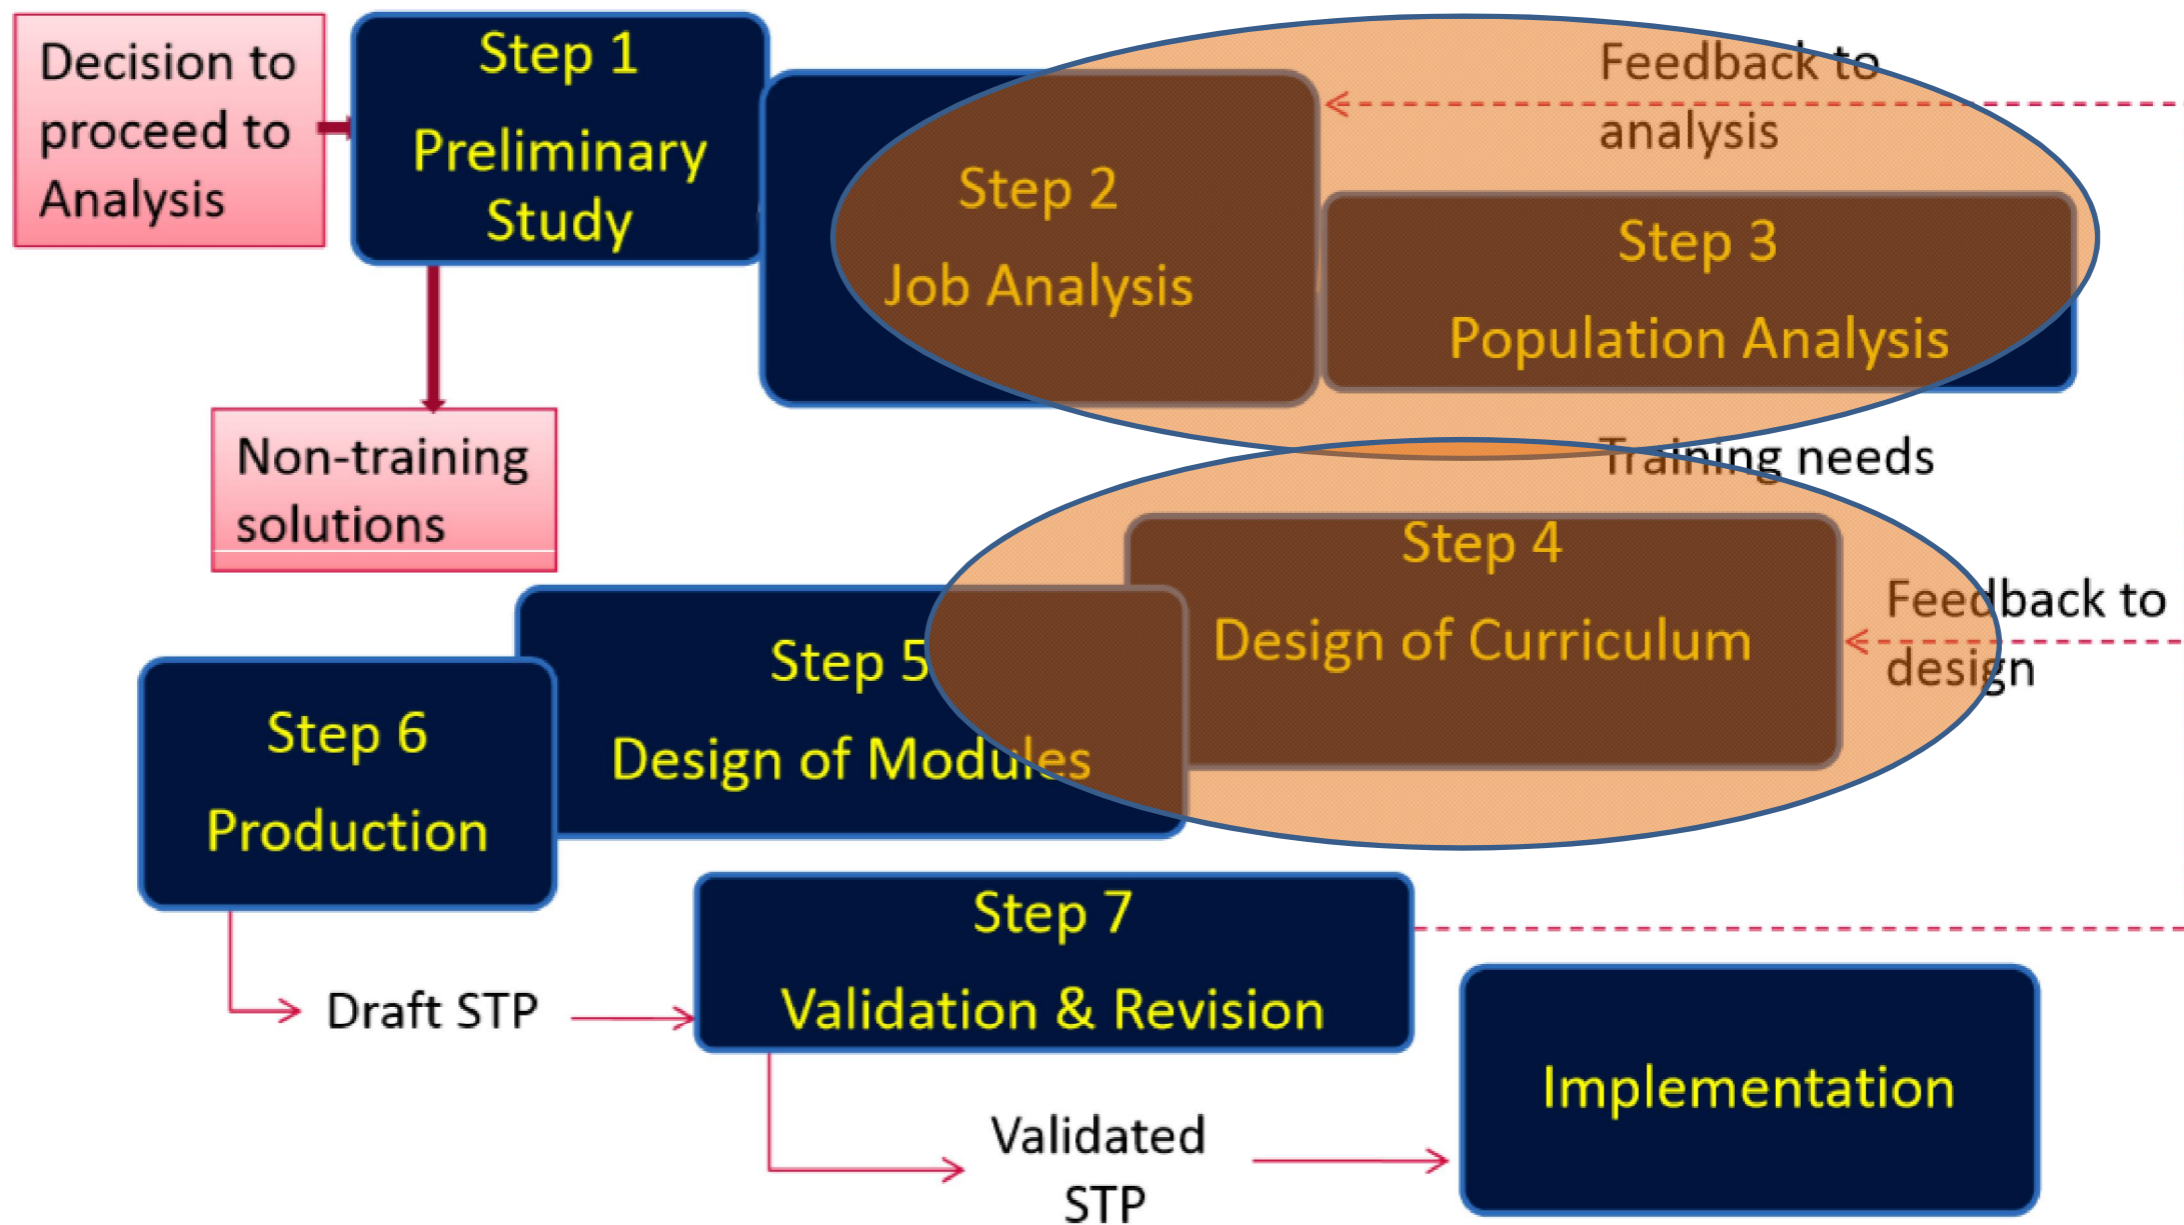 Decision to
proceed to
Analysis
Step 1
Preliminary
Study
Step 2
Job Analysis
Feedback to
analysis
Step 3
Population Analysis
Non-training
solutions
Training needs
Step 4
Design of Curriculum
Feedback to
design
Step 5
Design of Modules
Step 6
Production
Step 7
Validation & Revision
Draft STP
Implementation
Validated
STP